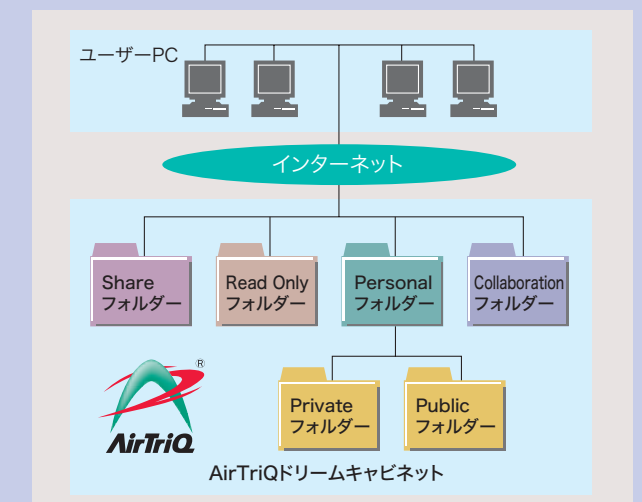 ユーザーPC
インターネット
Share
フォルダー
Read Only
フォルダー
Personal
フォルダー
Collaboration
フォルダー
Private
フォルダー
Public
フォルダー
®
AirTriQ
AirTriQドリームキャビネット